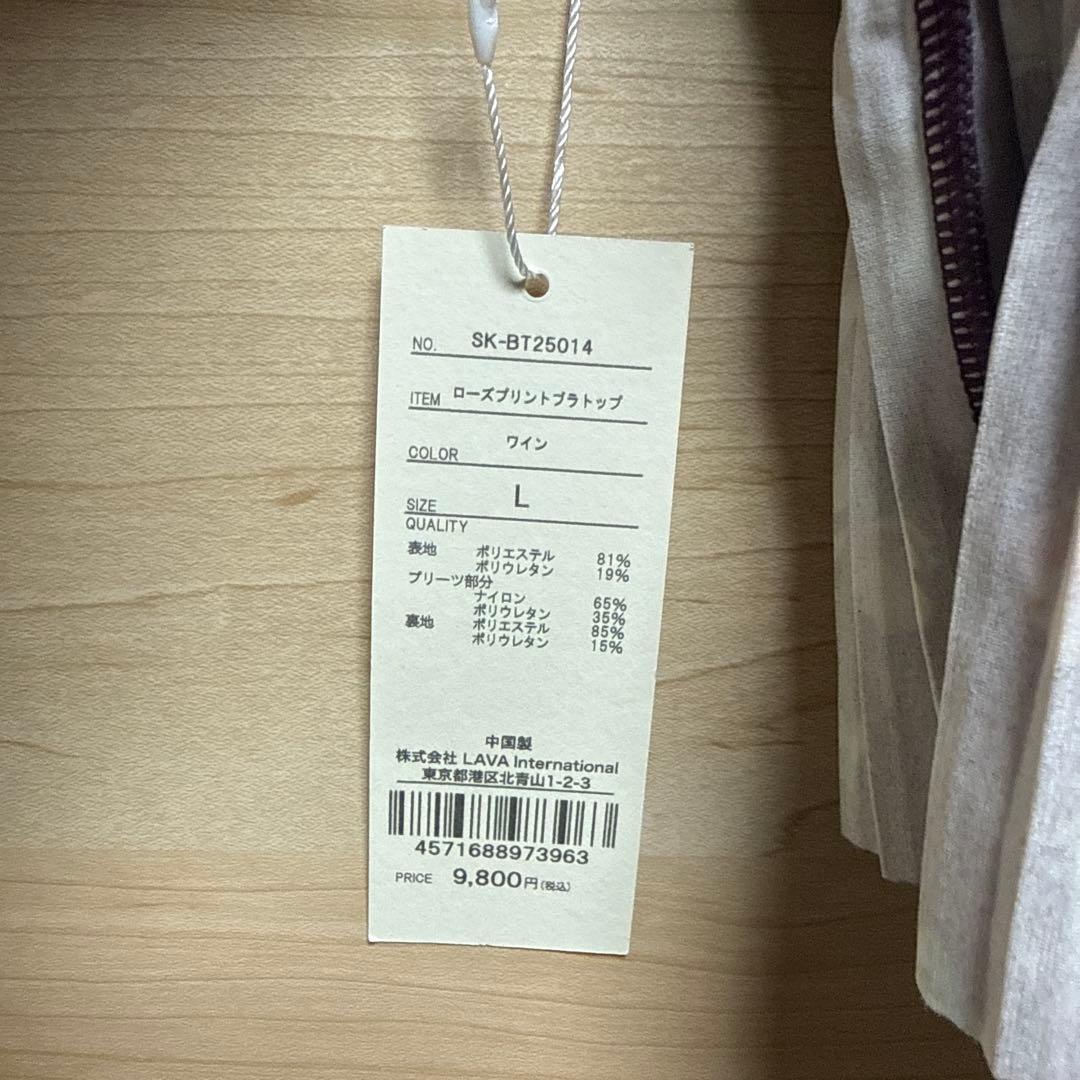 NO. SK-BT25014
ITEM ローズプリントブラトップ
COLOR ワイン
SIZE L
QUALITY
表地 ポリエステル 81%
ポリウレタン 19%
プリーツ部分
ナイロン 65%
ポリウレタン 35%
裏地 ポリエステル 85%
ポリウレタン 15%
中国製
株式会社 LAVA International
東京都港区北青山1-2-3
4571688973963
PRICE 9,800円(税込)